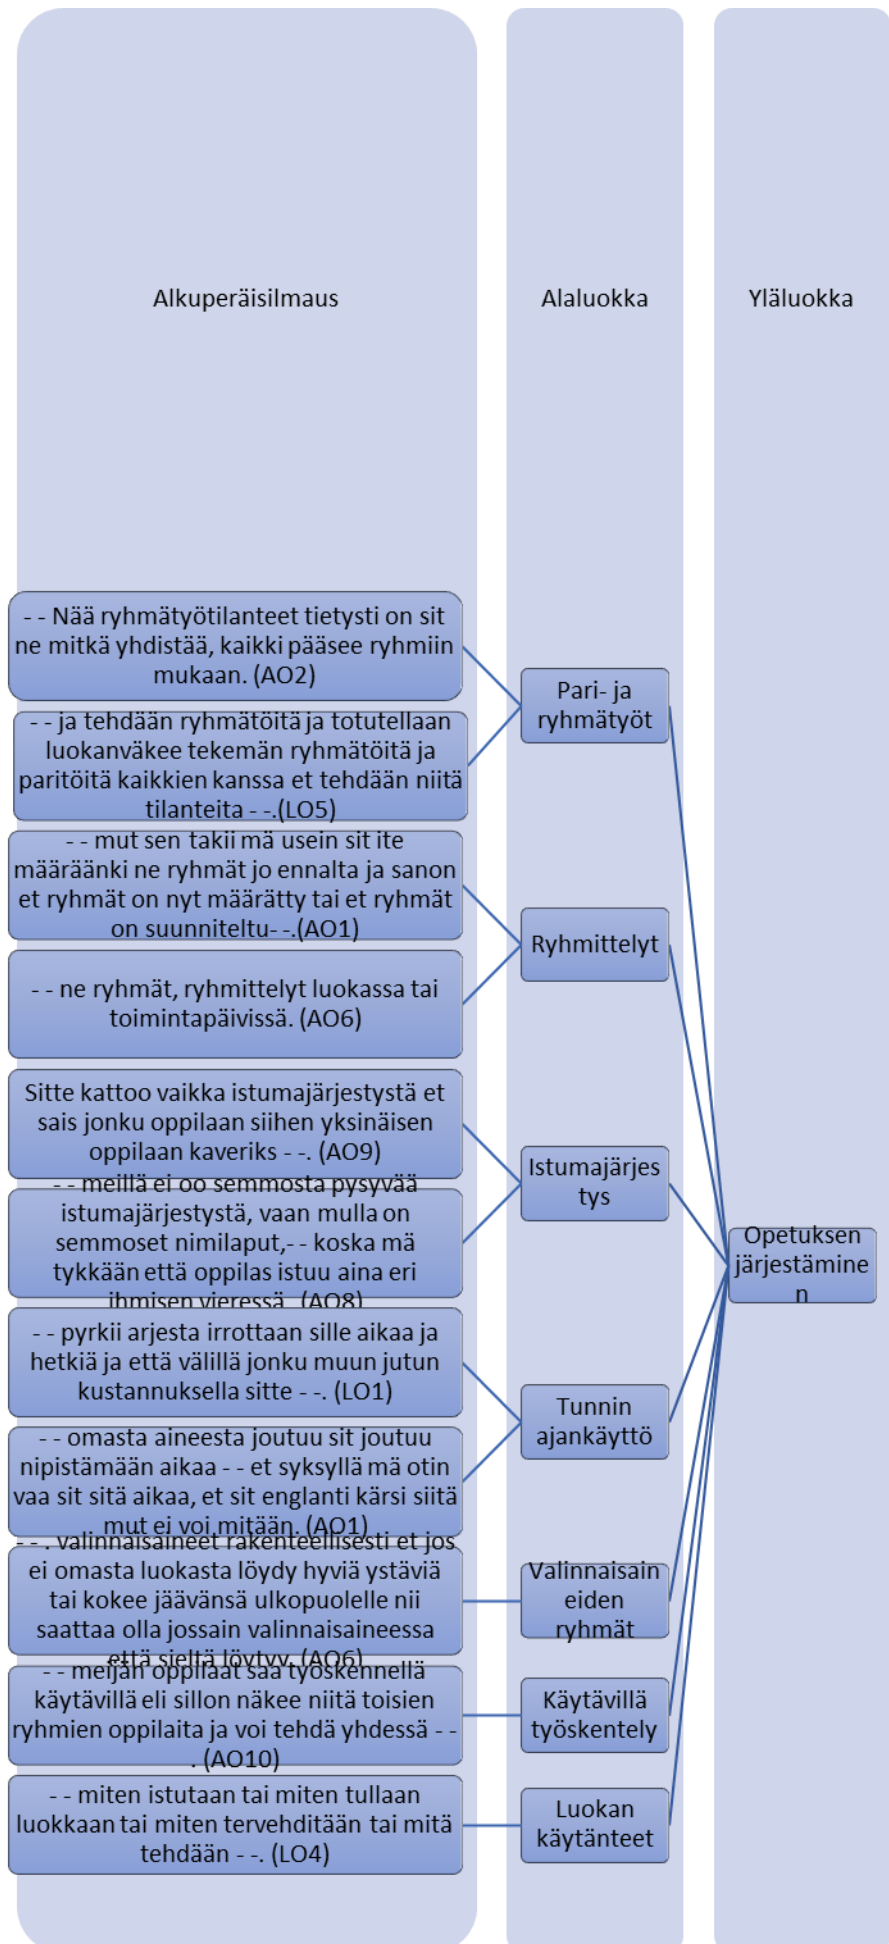 Alkuperäisilmaus
Alaluokka
Yläluokka
- - Nää ryhmätyötilanteet tietysti on sit
ne mitkä yhdistää, kaikki pääsee ryhmiin
mukaan. (AO2)
- - ja tehdään ryhmätöitä ja totutellaan
luokanväkee tekemän ryhmätöitä ja
paritöitä kaikkien kanssa et tehdään niitä
tilanteita - -.(LO5)
Pari- ja
ryhmätyöt
- - mut sen takii mä usein sit ite
määräänki ne ryhmät jo ennalta ja sanon
et ryhmät on nyt määrätty tai et ryhmät
on suunniteltu- -.(AO1)
- - ne ryhmät, ryhmittelyt luokassa tai
toimintapäivissä. (AO6)
Ryhmittelyt
Sitte kattoo vaikka istumajärjestystä et
sais jonku oppilaan siihen yksinäisen
oppilaan kaveriks - -. (AO9)
- - meillä ei oo semmosta pysyvää
istumajärjestystä, vaan mulla on
semmoset nimilaput,- - koska mä
tykkään että oppilas istuu aina eri
ihmisen vieressä. (AO8)
Istumajärjes
tys
Opetuksen
järjestämine
n
- - pyrkii arjesta irrottaan sille aikaa ja
hetkiä ja että välillä jonku muun jutun
kustannuksella sitte - -. (LO1)
- - omasta aineesta joutuu sit joutuu
nipistämään aikaa - - et syksyllä mä otin
vaa sit sitä aikaa, et sit englanti kärsi siitä
mut ei voi mitään. (AO1)
Tunnin
ajankäyttö
- - . valinnaisaineet rakenteellisesti et jos
ei omasta luokasta löydy hyviä ystäviä
tai kokee jäävänsä ulkopuolelle nii
saattaa olla jossain valinnaisaineessa
että sieltä löytyy. (AO6)
Valinnaisain
eiden
ryhmät
- - meijän oppilaat saa työskennellä
käytävillä eli sillon näkee niitä toisien
ryhmien oppilaita ja voi tehdä yhdessä - -
. (AO10)
Käytävillä
työskentely
- - miten istutaan tai miten tullaan
luokkaan tai miten tervehditään tai mitä
tehdään - -. (LO4)
Luokan
käytänteet